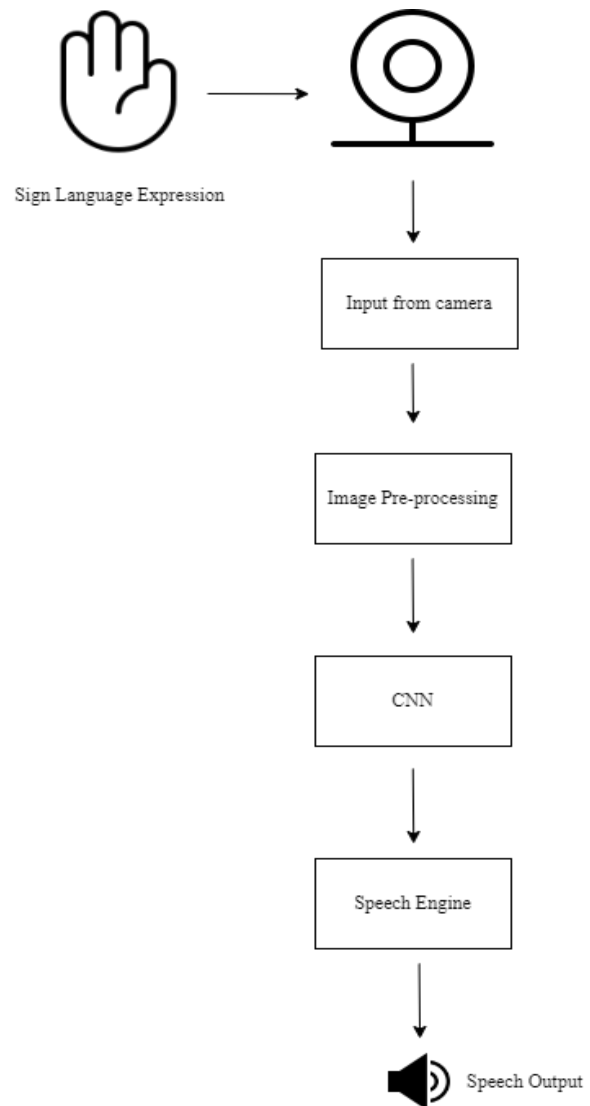 Sign Language Expression
Input from camera
Image Pre-processing
CNN
Speech Engine
Speech Output